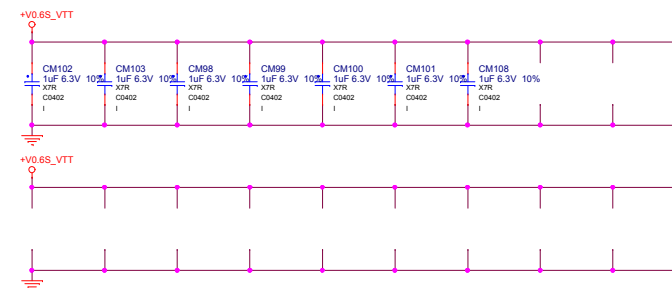 +V0.6S_VTT
CM102 CM103 CM98 CM99 CM100 CM101 CM108
1uF 6.3V 10% 1uF 6.3V 10% 1uF 6.3V 10% 1uF 6.3V 10% 1uF 6.3V 10% 1uF 6.3V 10% 1uF 6.3V 10%
X7R X7R X7R X7R X7R X7R X7R
C0402 C0402 C0402 C0402 C0402 C0402 C0402
I I I I I I I
+V0.6S_VTT